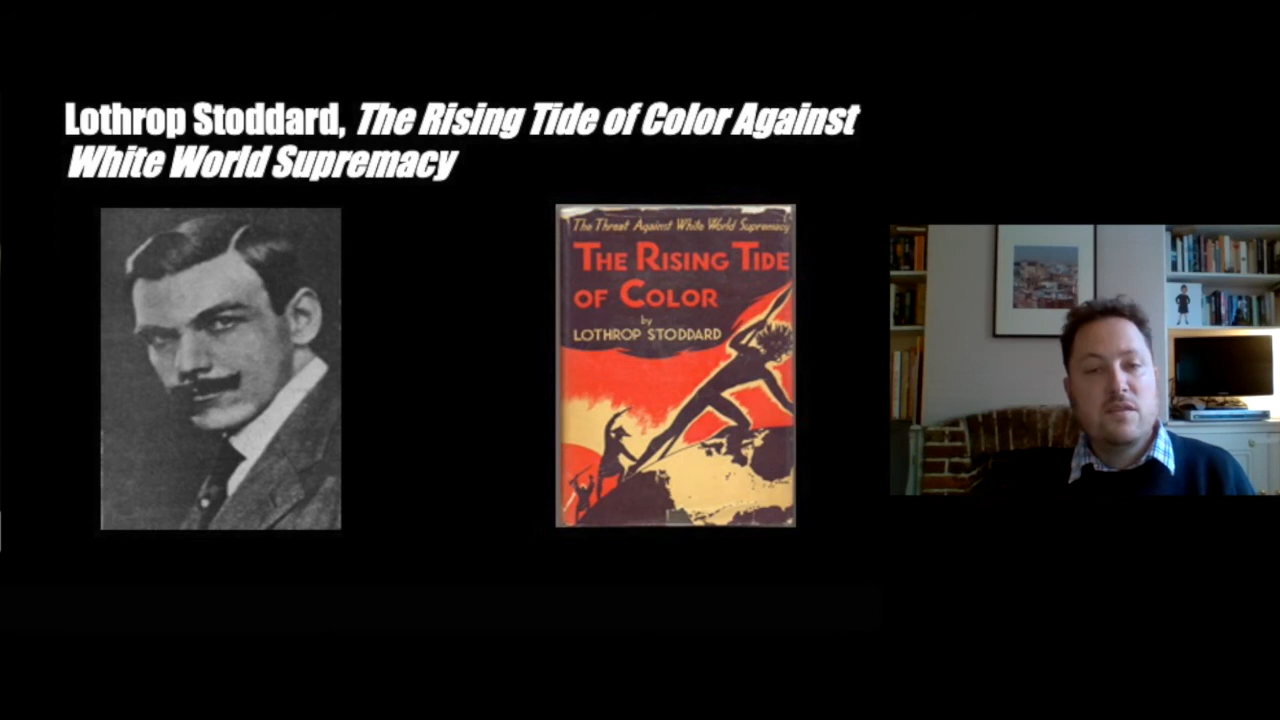 Lothrop Stoddard, The Rising Tide of Color Against
White World Supremacy
The Threat Against White World Supremacy
THE RISING TIDE
OF COLOR
by
LOTHROP STODDARD